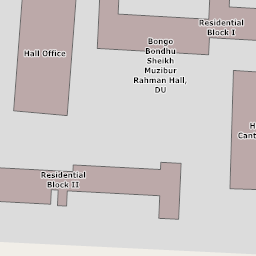 Residential
Block I
Hall Office
Bongo
Bondhu
Sheikh
Muzibur
Rahman Hall,
DU
Residential
Block II